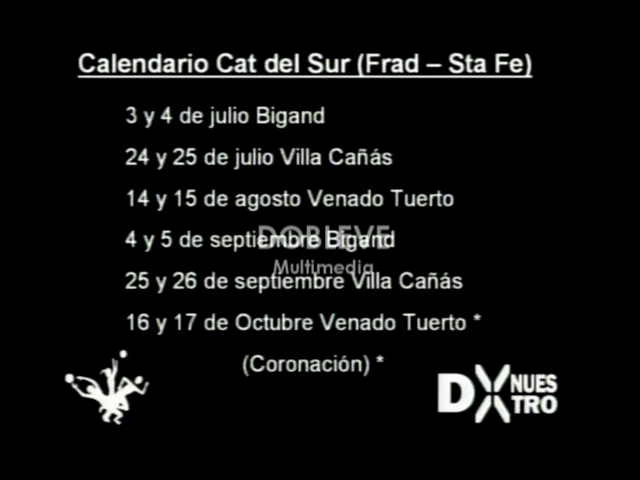 Calendario Cat del Sur (Frad – Sta Fe)
3 y 4 de julio Bigand
24 y 25 de julio Villa Cañás
14 y 15 de agosto Venado Tuerto
DOBLEVE
4 y 5 de septiembre Bigand
Multimedia
25 y 26 de septiembre Villa Cañás
16 y 17 de Octubre Venado Tuerto *
(Coronación) *
DX NUES
TRO